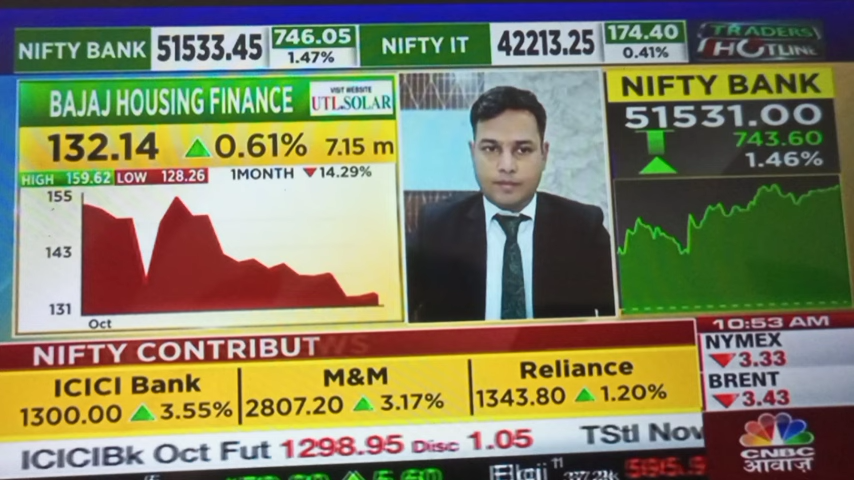 NIFTY BANK 51533.45 746.05 1.47% NIFTY IT 42213.25 174.40 0.41% TRADERS HOTLINE
BAJAJ HOUSING FINANCE VISIT WEBSITE UTLSOLAR
132.14 0.61% 7.15 m
HIGH 159.62 LOW 128.26 1MONTH 14.29%
155
143
131
Oct
NIFTY BANK
51531.00
743.60
1.46%
10:53 AM
NYMEX
3.33
BRENT
3.43
NIFTY CONTRIBUT
ICICI Bank
1300.00 3.55%
M&M
2807.20 3.17%
Reliance
1343.80 1.20%
ICICIBk Oct Fut 1298.95 Disc 1.05 TStl Nov
CNBC
आवाज़